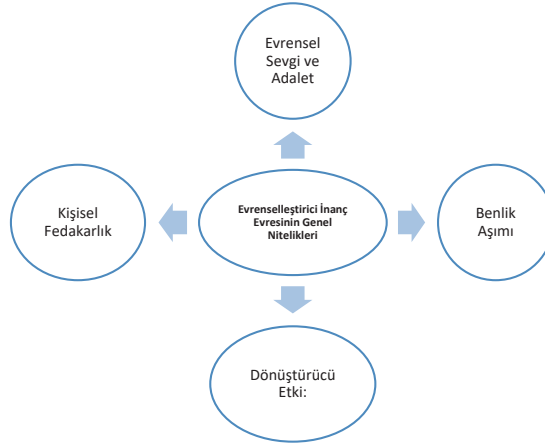 Evrensel
Sevgi ve
Adalet
Kişisel
Fedakarlık
Evrenselleştirici İnanç
Evresinin Genel
Nitelikleri
Benlik
Aşımı
Dönüştürücü
Etki: